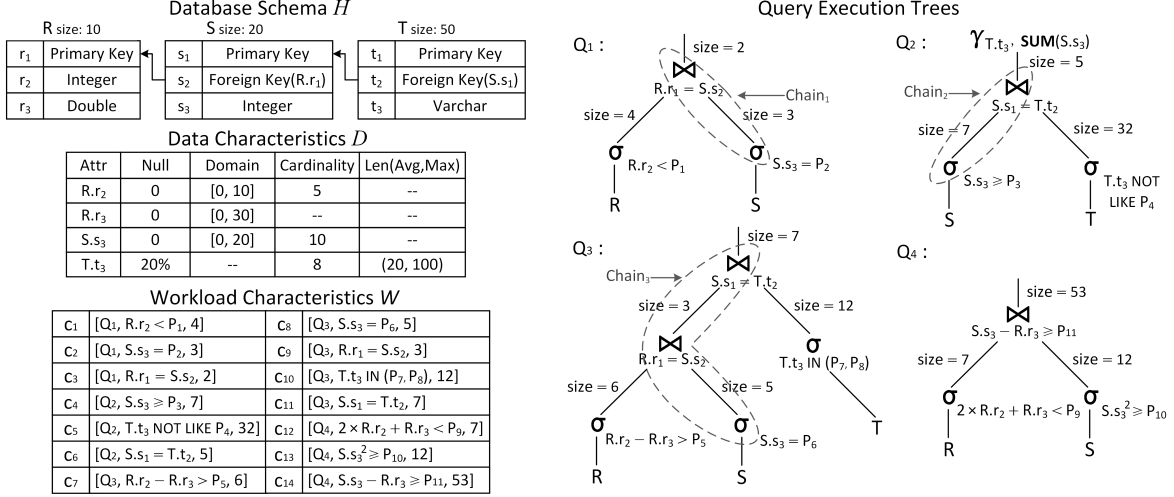 Database Schema H
R size: 10
S size: 20
T size: 50
r1 Primary Key
r2 Integer
r3 Double
s1 Primary Key
s2 Foreign Key(R.r1)
s3 Integer
t1 Primary Key
t2 Foreign Key(S.s1)
t3 Varchar
Data Characteristics D
Attr Null Domain Cardinality Len(Avg,Max)
R.r2 0 [0, 10] 5 --
R.r3 0 [0, 30] -- --
S.s3 0 [0, 20] 10 --
T.t3 20% -- 8 (20, 100)
Workload Characteristics W
c1 [Q1, R.r2 < P1, 4] c8 [Q3, S.s3 = P6, 5]
c2 [Q1, S.s3 = P2, 3] c9 [Q3, R.r1 = S.s2, 3]
c3 [Q1, R.r1 = S.s2, 2] c10 [Q3, T.t3 IN (P7, P8), 12]
c4 [Q2, S.s3 ≥ P3, 7] c11 [Q3, S.s1 = T.t2, 7]
c5 [Q2, T.t3 NOT LIKE P4, 32] c12 [Q4, 2 × R.r2 + R.r3 < P9, 7]
c6 [Q2, S.s1 = T.t2, 5] c13 [Q4, S.s3² ≥ P10, 12]
c7 [Q3, R.r2 − R.r3 > P5, 6] c14 [Q4, S.s3 − R.r3 ≥ P11, 53]
Query Execution Trees
Q1 :
size = 2
⋈
R.r1 = S.s2
Chain1
size = 4
size = 3
σ R.r2 < P1
σ S.s3 = P2
R
S
Q2 :
γ T.t3, SUM(S.s3)
size = 5
⋈
Chain2
S.s1 = T.t2
size = 7
size = 32
σ S.s3 ≥ P3
σ T.t3 NOT
LIKE P4
S
T
Q3 :
size = 7
⋈
Chain3
S.s1 = T.t2
size = 3
size = 12
⋈
R.r1 = S.s2
σ
T.t3 IN (P7, P8)
size = 6
size = 5
σ R.r2 − R.r3 > P5
σ S.s3 = P6
T
R
S
Q4 :
size = 53
⋈
S.s3 − R.r3 ≥ P11
size = 7
size = 12
σ 2 × R.r2 + R.r3 < P9
σ S.s3² ≥ P10
R
S